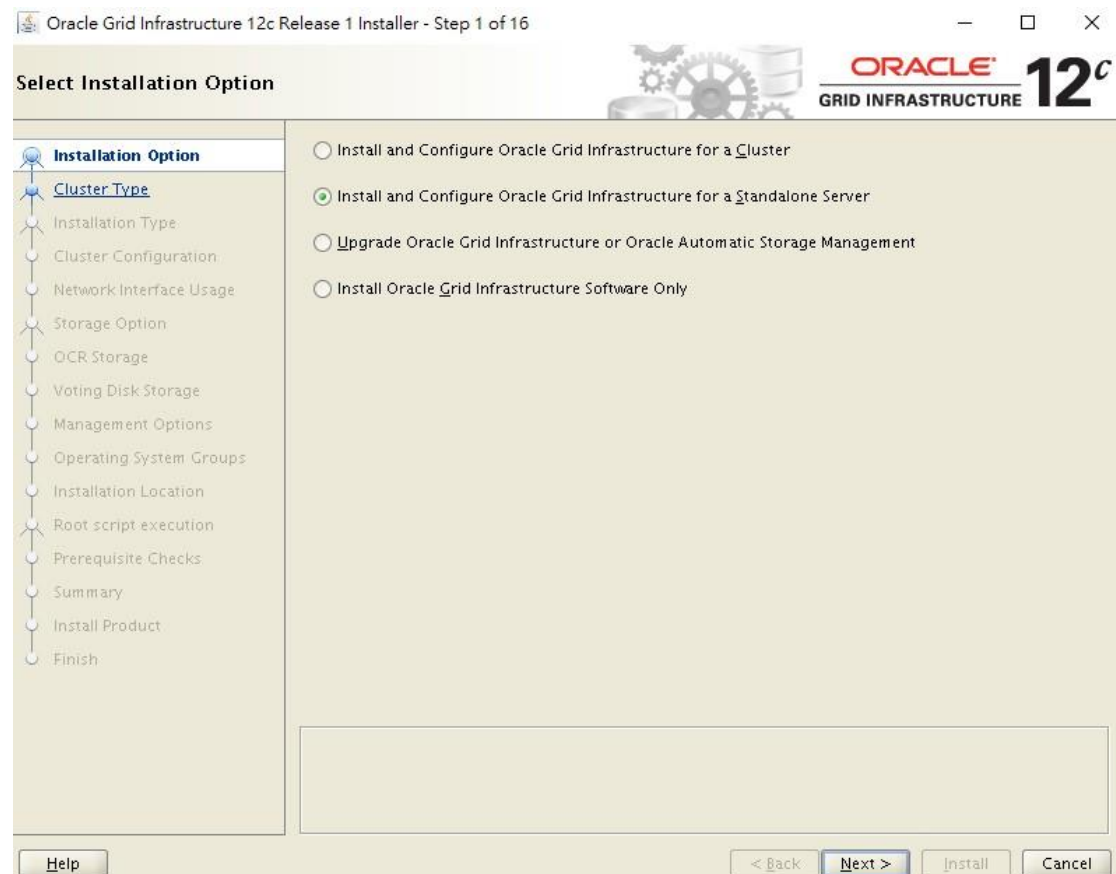 Oracle Grid Infrastructure 12c Release 1 Installer - Step 1 of 16
Select Installation Option
ORACLE
GRID INFRASTRUCTURE
12c
Installation Option
Cluster Type
Installation Type
Cluster Configuration
Network Interface Usage
Storage Option
OCR Storage
Voting Disk Storage
Management Options
Operating System Groups
Installation Location
Root script execution
Prerequisite Checks
Summary
Install Product
Finish
Install and Configure Oracle Grid Infrastructure for a Cluster
Install and Configure Oracle Grid Infrastructure for a Standalone Server
Upgrade Oracle Grid Infrastructure or Oracle Automatic Storage Management
Install Oracle Grid Infrastructure Software Only
Help
< Back
Next >
Install
Cancel